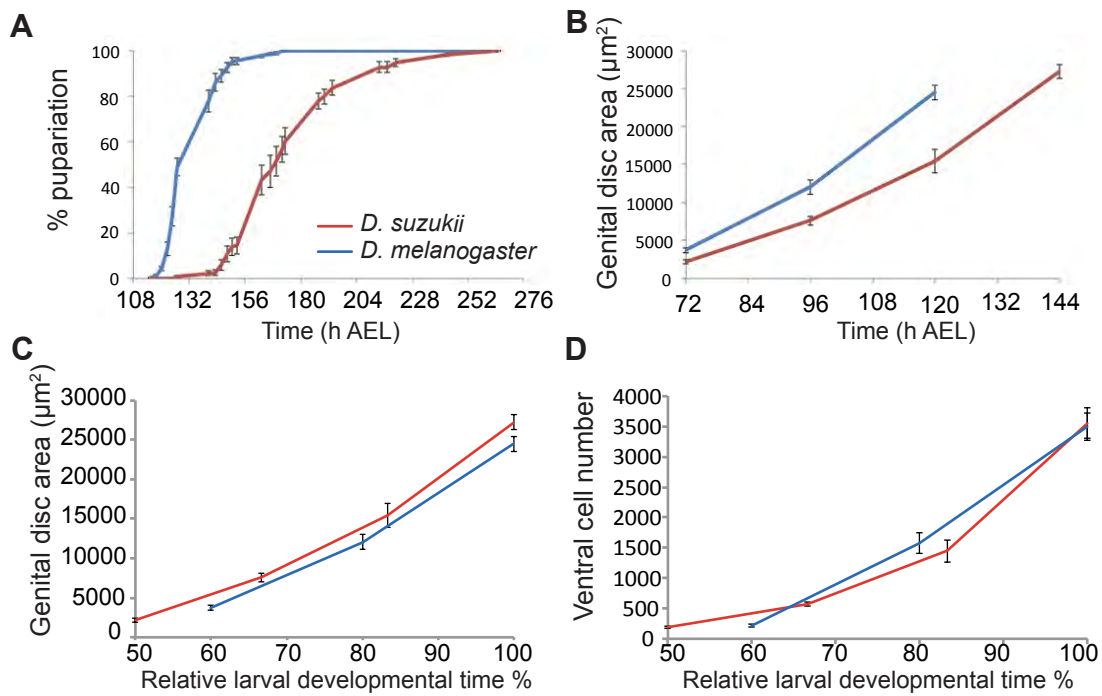 A
100
80
60
40
20
0
% pupariation
D. suzukii
D. melanogaster
108 132 156 180 204 228 252 276
Time (h AEL)
B
30000
25000
20000
15000
10000
5000
0
Genital disc area (µm²)
72 84 96 108 120 132 144
Time (h AEL)
C
30000
25000
20000
15000
10000
5000
0
Genital disc area (µm²)
50 60 70 80 90 100
Relative larval developmental time %
D
4000
3500
3000
2500
2000
1500
1000
500
0
Ventral cell number
50 60 70 80 90 100
Relative larval developmental time %